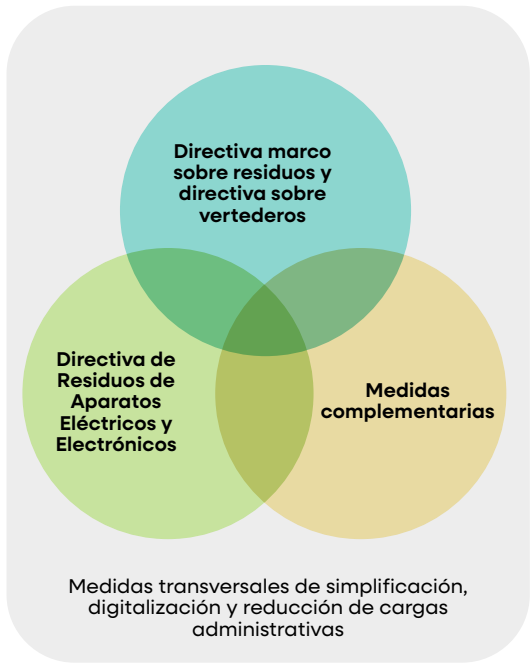 Directiva marco
sobre residuos y
directiva sobre
vertederos
Directiva de
Residuos de
Aparatos
Eléctricos y
Electrónicos
Medidas
complementarias
Medidas transversales de simplificación,
digitalización y reducción de cargas
administrativas